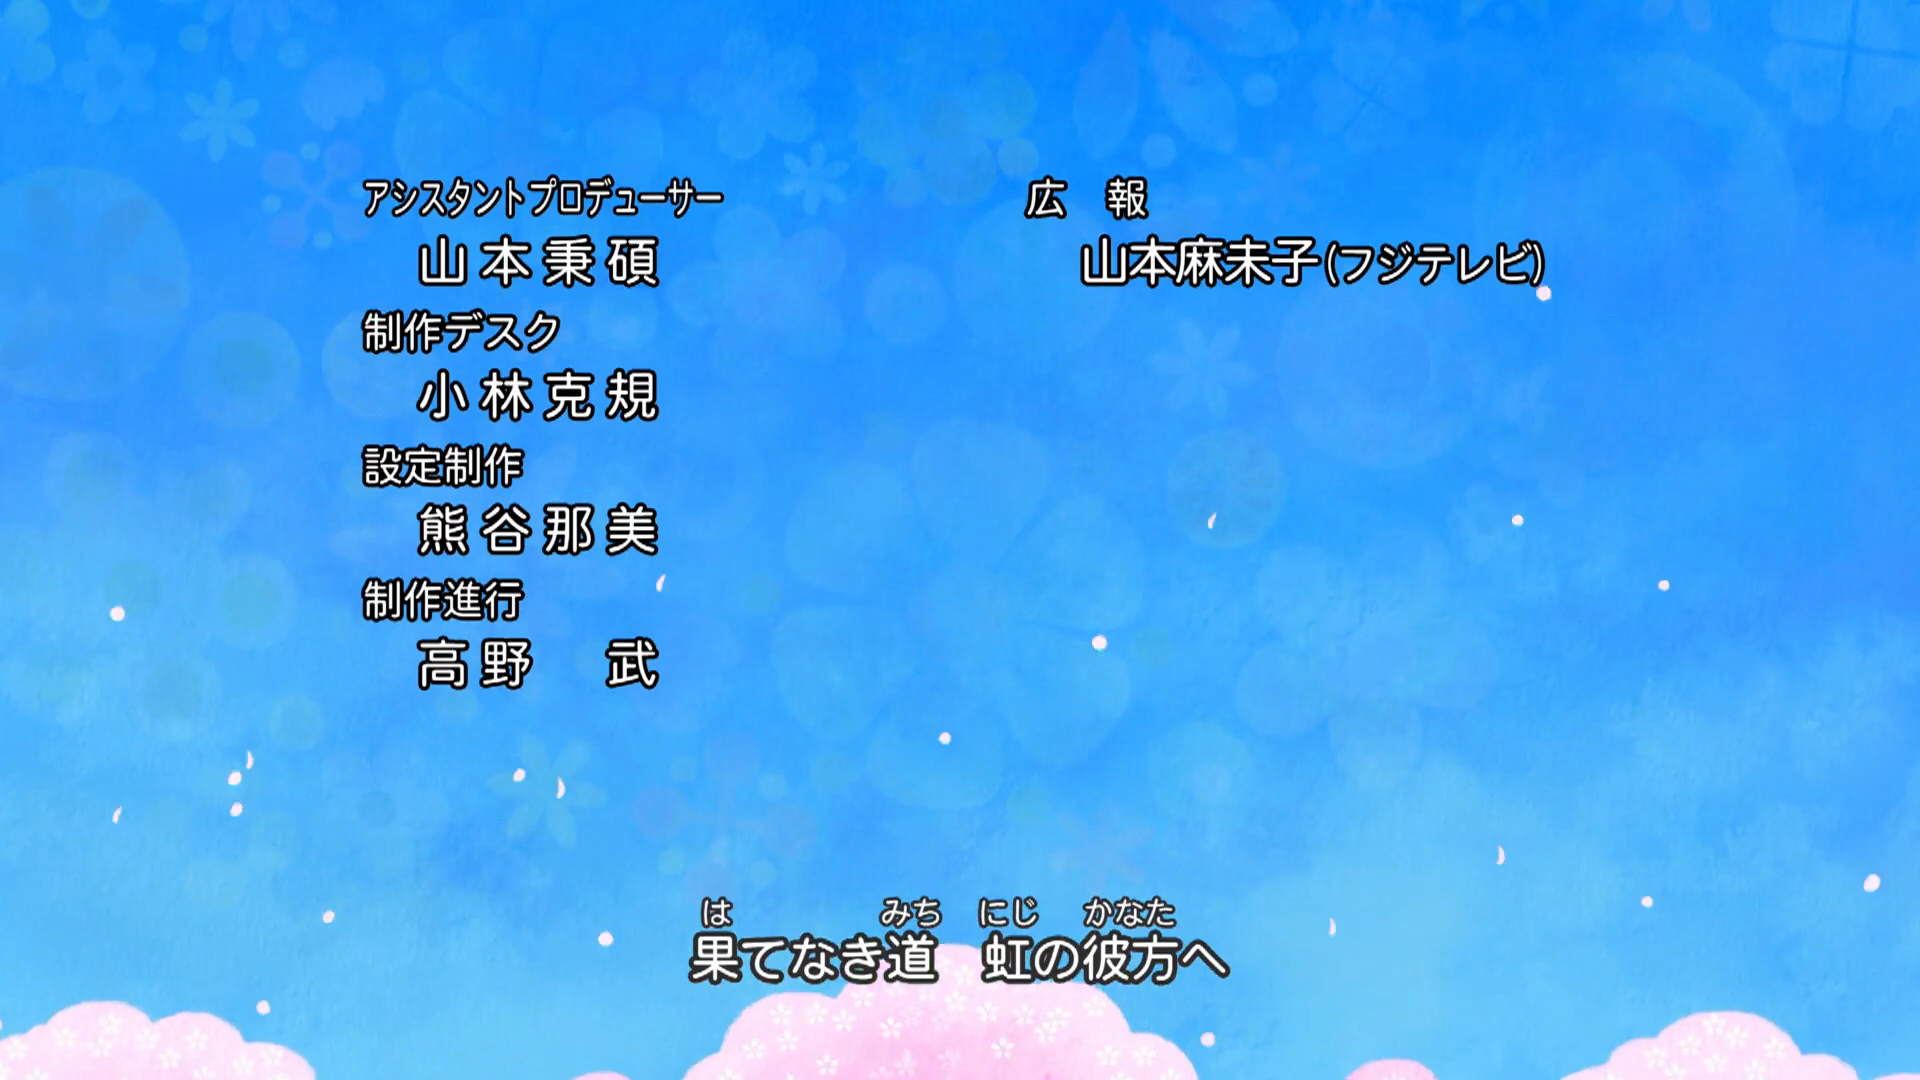 アシスタントプロデューサー
山本秉碩
制作デスク
小林克規
設定制作
熊谷那美
制作進行
高野　武
広　報
山本麻未子(フジテレビ)
は　みち　にじ　かなた
果てなき道　虹の彼方へ